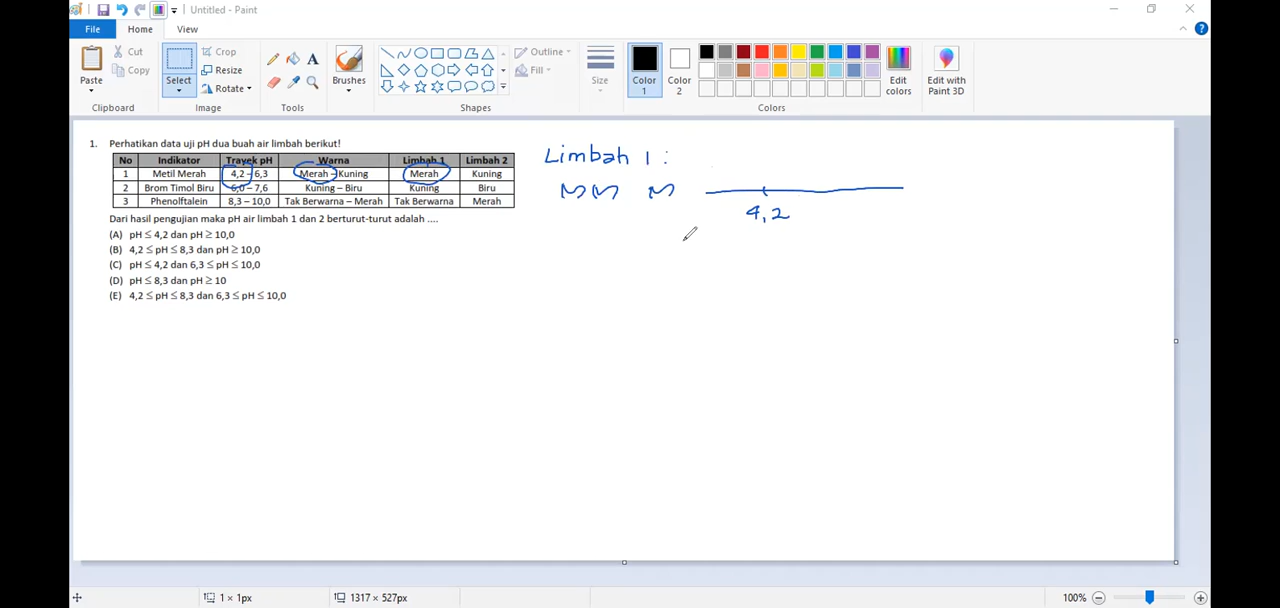 Untitled - Paint
File Home View
Paste Cut Copy
Clipboard
Select Crop Resize Rotate
Image
A
Tools
Brushes
Outline Fill
Shapes
Size
Color 1
Color 2
Edit colors
Colors
Edit with Paint 3D
1. Perhatikan data uji pH dua buah air limbah berikut!
No Indikator Trayek pH Warna Limbah 1 Limbah 2
1 Metil Merah 4,2 – 6,3 Merah – Kuning Merah Kuning
2 Brom Timol Biru 6,0 – 7,6 Kuning – Biru Kuning Biru
3 Phenolftalein 8,3 – 10,0 Tak Berwarna – Merah Tak Berwarna Merah
Dari hasil pengujian maka pH air limbah 1 dan 2 berturut-turut adalah ....
(A) pH ≤ 4,2 dan pH ≥ 10,0
(B) 4,2 ≤ pH ≤ 8,3 dan pH ≥ 10,0
(C) pH ≤ 4,2 dan 6,3 ≤ pH ≤ 10,0
(D) pH ≤ 8,3 dan pH ≥ 10
(E) 4,2 ≤ pH ≤ 8,3 dan 6,3 ≤ pH ≤ 10,0
Limbah 1 :
4,2
1 × 1px
1317 × 527px
100%